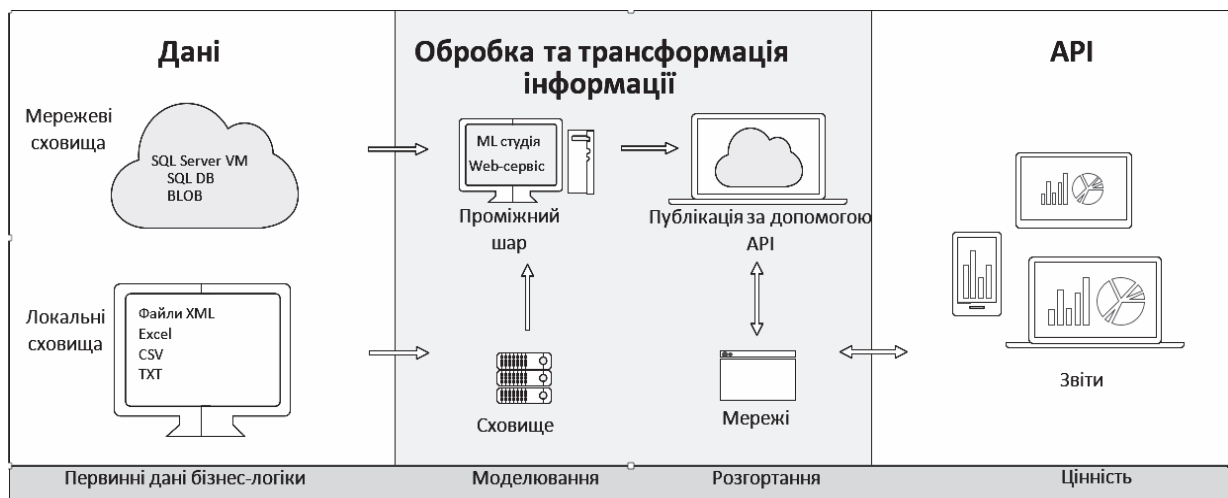 Дані
Мережеві
сховища
SQL Server VM
SQL DB
BLOB
Локальні
сховища
Файли XML
Excel
CSV
TXT
Обробка та трансформація
інформації
ML студія
Web-сервіс
Проміжний
шар
Публікація за допомогою
АРІ
Сховище
Мережі
АРІ
Звіти
Первинні дані бізнес-логіки
Моделювання
Розгортання
Цінність